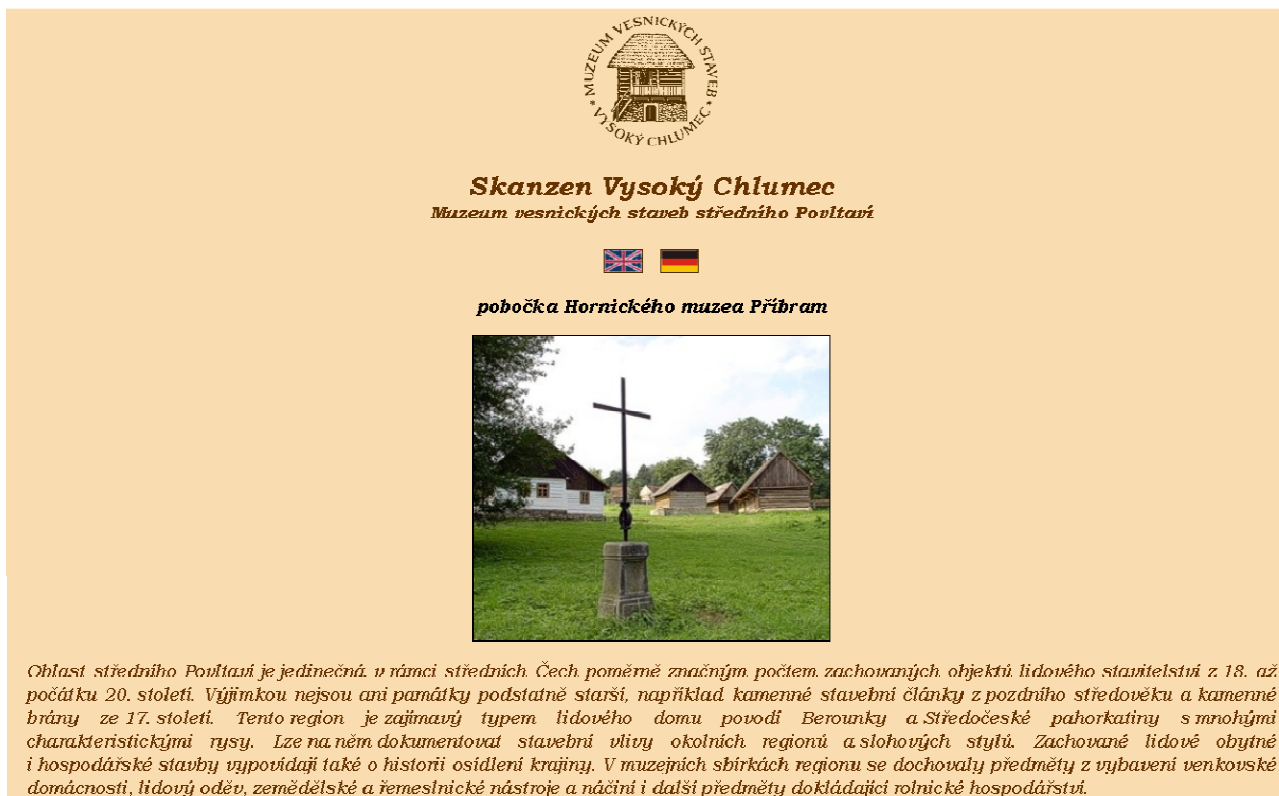 MUZEUM VESNICKÝCH STAVEB
* VYSOKÝ CHLUMEC *
Skanzen Vysoký Chlumec
Muzeum vesnických staveb středního Povltaví
pobočka Hornického muzea Příbram
Oblast středního Povltaví je jedinečná v rámci středních Čech poměrně značným počtem zachovaných objektů lidového stavitelství z 18. až
počátku 20. století. Výjimkou nejsou ani památky podstatně starší, například kamenné stavební články z pozdního středověku a kamenné
brány ze 17. století. Tento region je zajímavý typem lidového domu povodí Berounky a Středočeské pahorkatiny s mnohými
charakteristickými rysy. Lze na něm dokumentovat stavební vlivy okolních regionů a slohových stylů. Zachované lidové obytné
i hospodářské stavby vypovídají také o historii osídlení krajiny. V muzejních sbírkách regionu se dochovaly předměty z vybavení venkovské
domácnosti, lidový oděv, zemědělské a řemeslnické nástroje a náčiní i další předměty dokládající rolnické hospodářství.